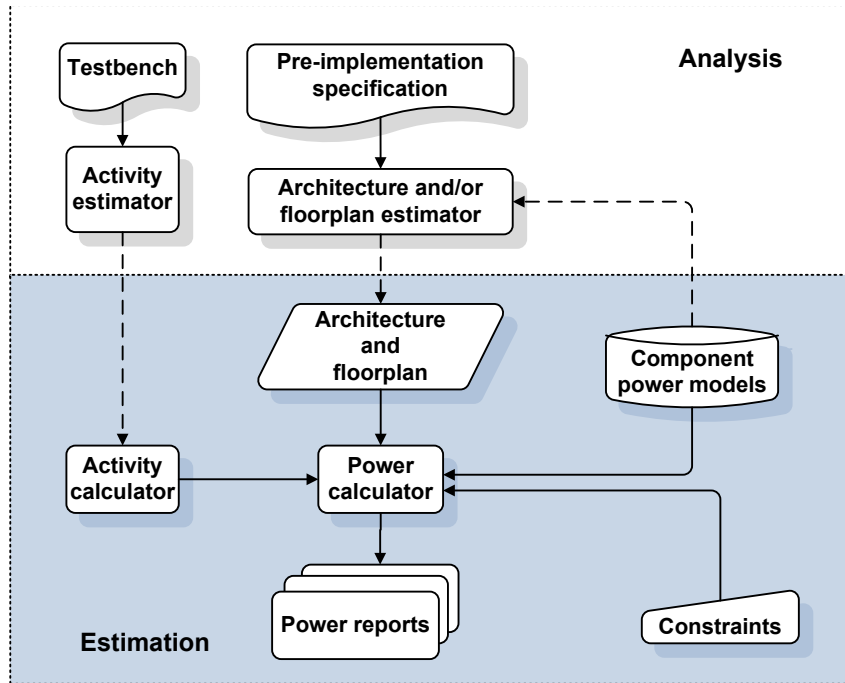 Testbench
Pre-implementation
specification
Analysis
Activity
estimator
Architecture and/or
floorplan estimator
Architecture
and
floorplan
Component
power models
Activity
calculator
Power
calculator
Power reports
Constraints
Estimation